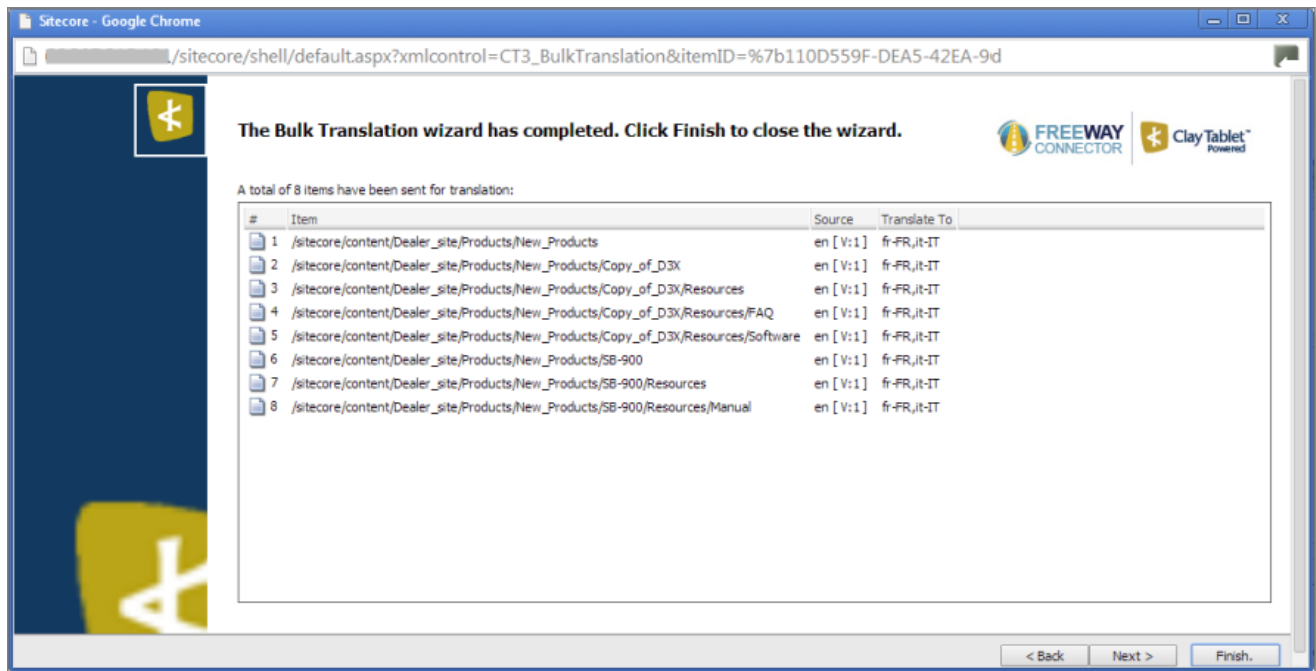 Sitecore - Google Chrome
/sitecore/shell/default.aspx?xmlcontrol=CT3_BulkTranslation&itemID=%7b110D559F-DEA5-42EA-9d
The Bulk Translation wizard has completed. Click Finish to close the wizard.
FREEWAY
CONNECTOR
Clay Tablet™
Powered
A total of 8 items have been sent for translation:
# Item Source Translate To
1 /sitecore/content/Dealer_site/Products/New_Products en [ V:1 ] fr-FR,it-IT
2 /sitecore/content/Dealer_site/Products/New_Products/Copy_of_D3X en [ V:1 ] fr-FR,it-IT
3 /sitecore/content/Dealer_site/Products/New_Products/Copy_of_D3X/Resources en [ V:1 ] fr-FR,it-IT
4 /sitecore/content/Dealer_site/Products/New_Products/Copy_of_D3X/Resources/FAQ en [ V:1 ] fr-FR,it-IT
5 /sitecore/content/Dealer_site/Products/New_Products/Copy_of_D3X/Resources/Software en [ V:1 ] fr-FR,it-IT
6 /sitecore/content/Dealer_site/Products/New_Products/SB-900 en [ V:1 ] fr-FR,it-IT
7 /sitecore/content/Dealer_site/Products/New_Products/SB-900/Resources en [ V:1 ] fr-FR,it-IT
8 /sitecore/content/Dealer_site/Products/New_Products/SB-900/Resources/Manual en [ V:1 ] fr-FR,it-IT
< Back Next > Finish.